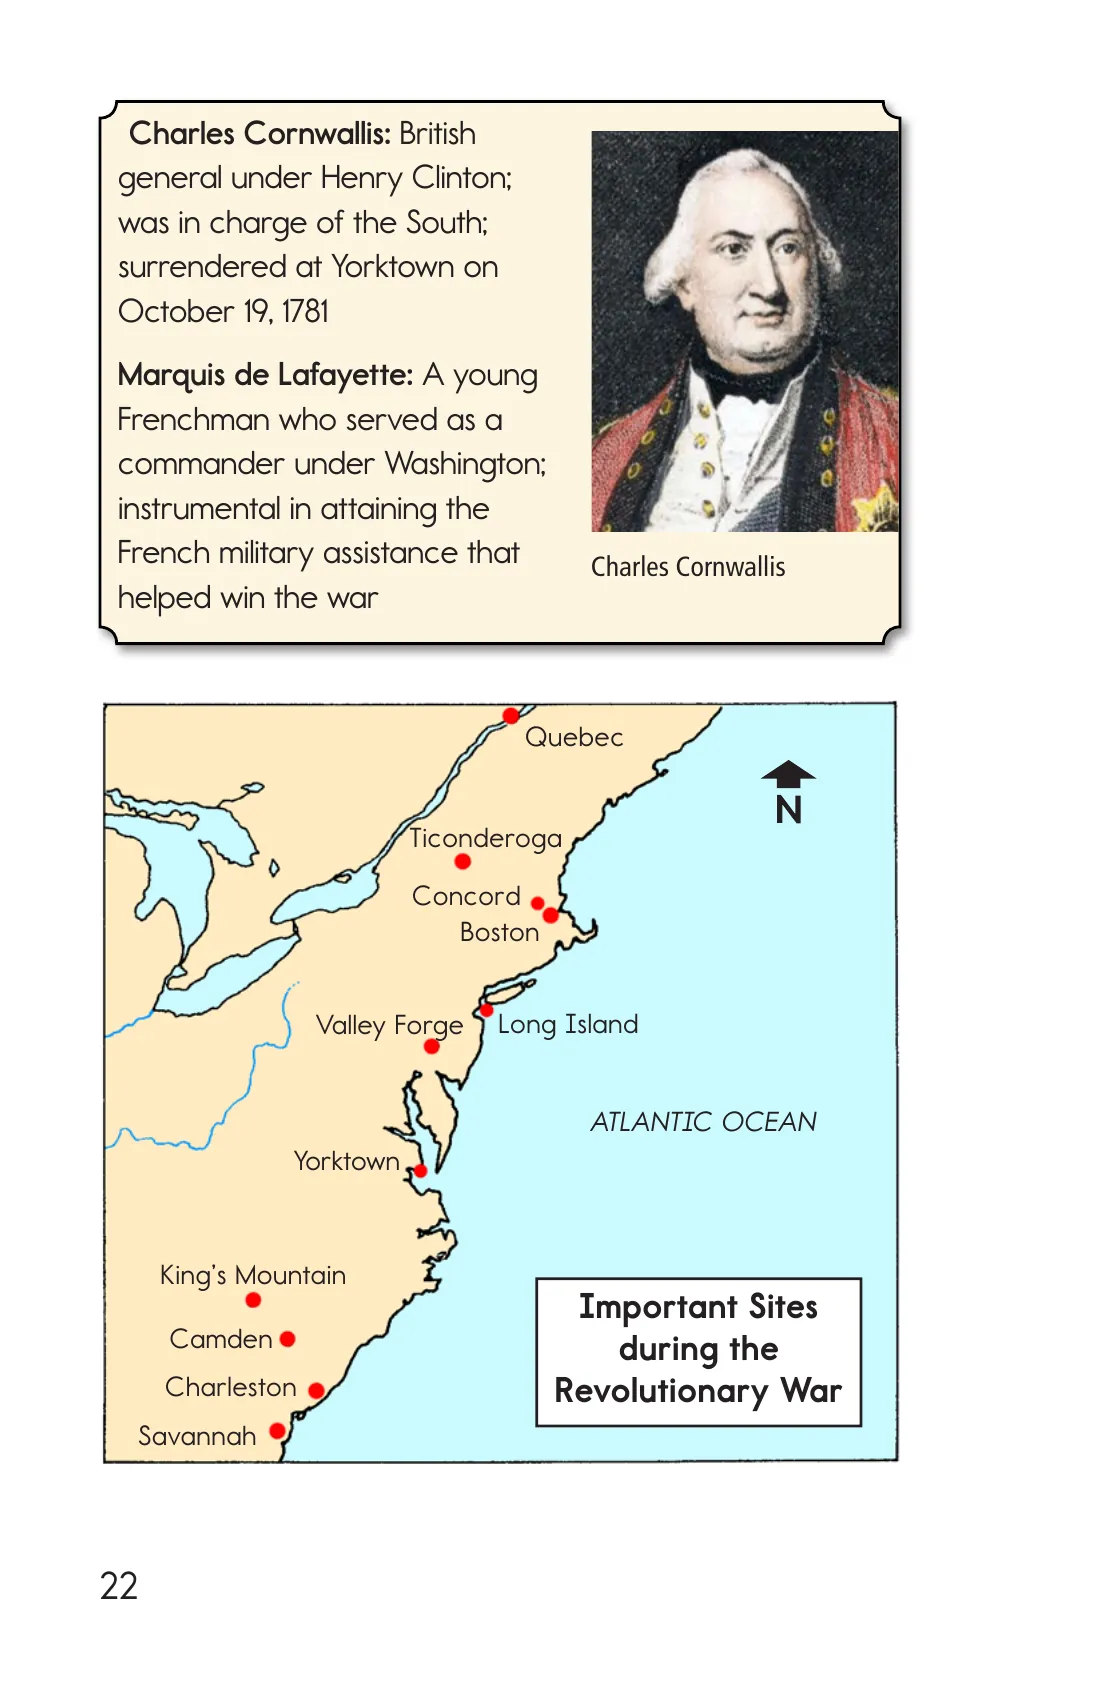 Charles Cornwallis: British
general under Henry Clinton;
was in charge of the South;
surrendered at Yorktown on
October 19, 1781
Marquis de Lafayette: A young
Frenchman who served as a
commander under Washington;
instrumental in attaining the
French military assistance that
helped win the war
Charles Cornwallis
Quebec
N
Ticonderoga
Concord
Boston
Valley Forge
Long Island
ATLANTIC OCEAN
Yorktown
King's Mountain
Camden
Charleston
Savannah
Important Sites
during the
Revolutionary War
22